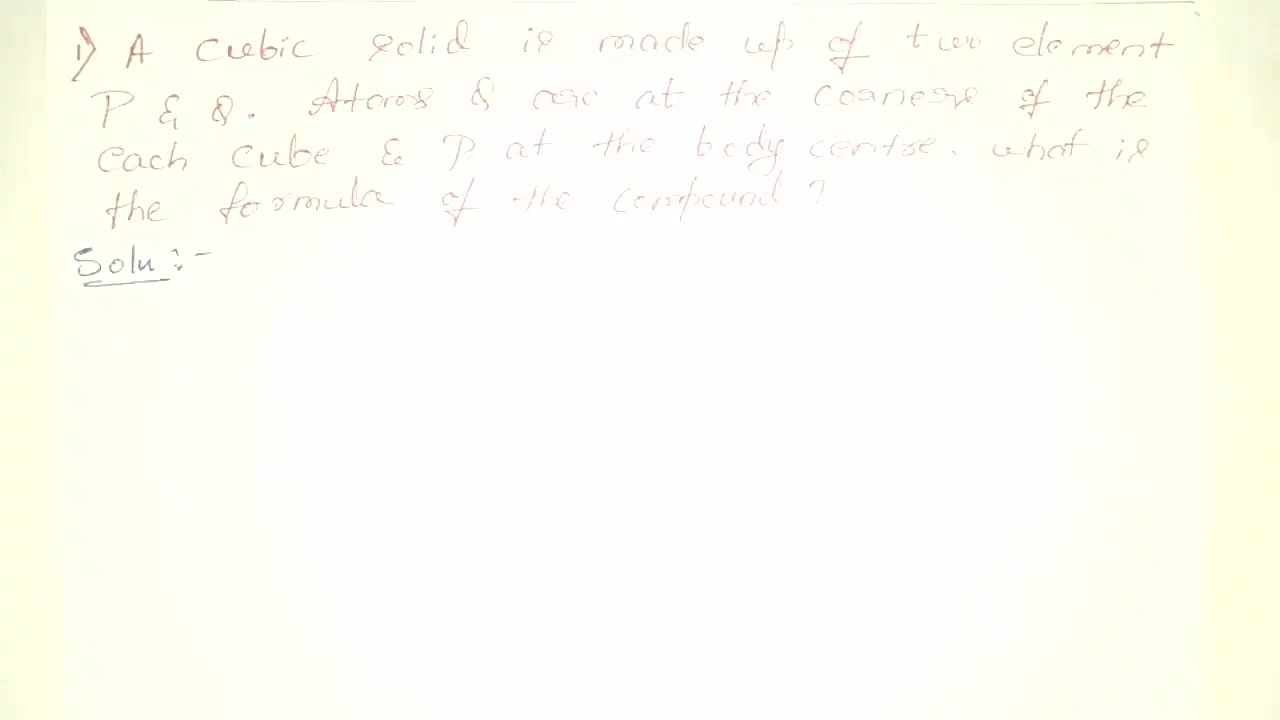 1) A cubic solid is made up of two element
P & Q. Atoms Q are at the corners of the
each cube & P at the body centre. what is
the formula of the compound ?
Soln :-